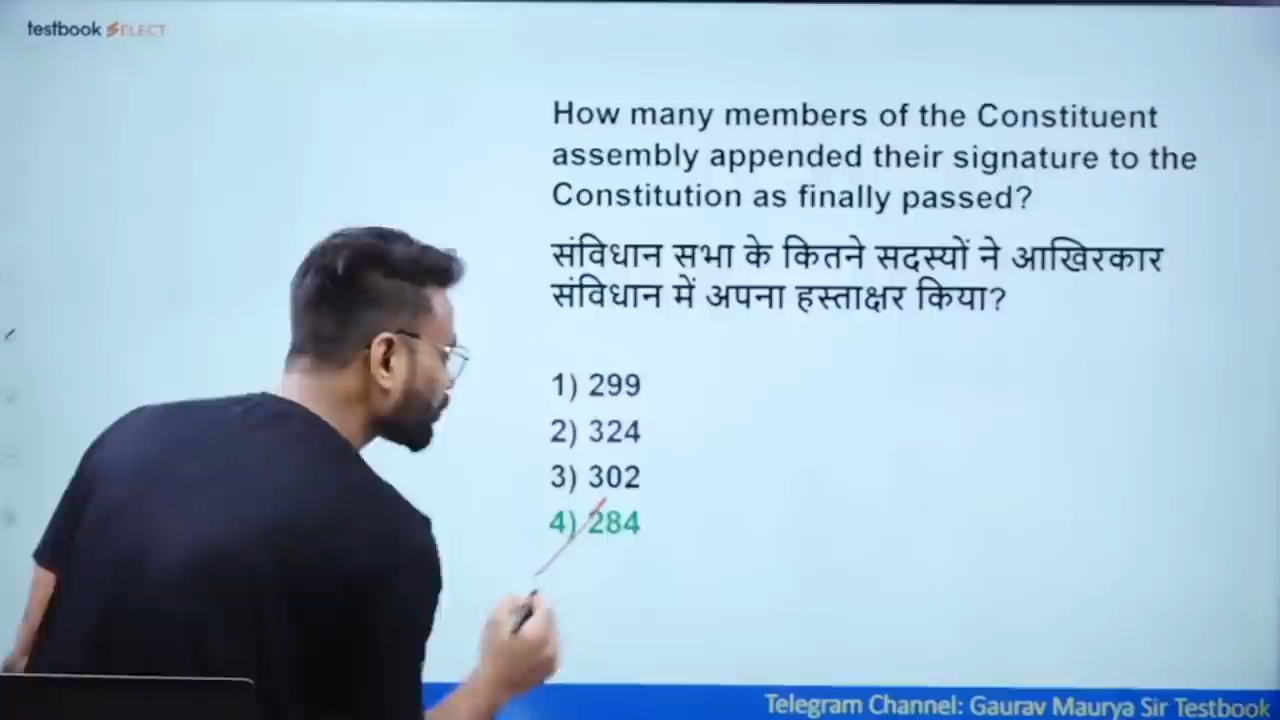 testbook SELECT
How many members of the Constituent
assembly appended their signature to the
Constitution as finally passed?
संविधान सभा के कितने सदस्यों ने आखिरकार
संविधान में अपना हस्ताक्षर किया?
1) 299
2) 324
3) 302
4) 284
Telegram Channel: Gaurav Maurya Sir Testbook